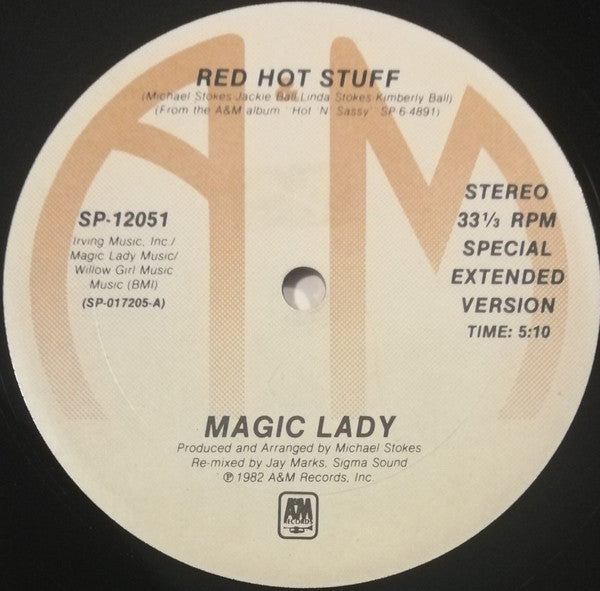 RED HOT STUFF
(Michael Stokes Jackie Ball Linda Stokes Kimberly Ball)
(From the A&M album "Hot 'N' Sassy" SP 6 4891)
SP-12051
Irving Music, Inc./
Magic Lady Music/
Willow Girl Music
Music (BMI)
(SP-017205-A)
STEREO
33⅓ RPM
SPECIAL
EXTENDED
VERSION
TIME: 5:10
MAGIC LADY
Produced and Arranged by Michael Stokes
Re-mixed by Jay Marks, Sigma Sound
℗ 1982 A&M Records, Inc.
A&M
RECORDS